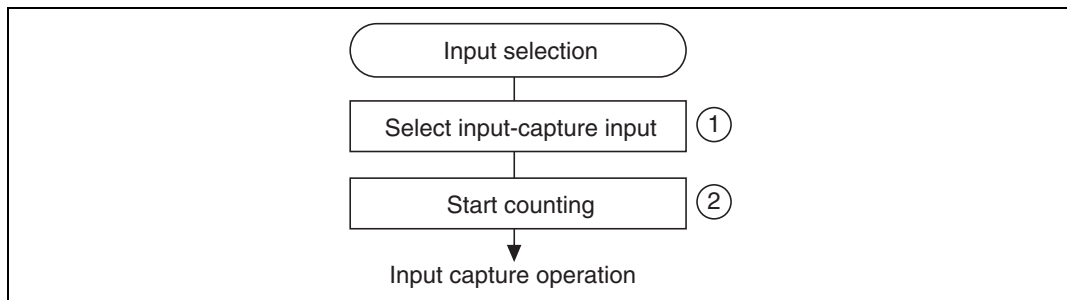 Input selection
Select input-capture input 1
Start counting 2
Input capture operation